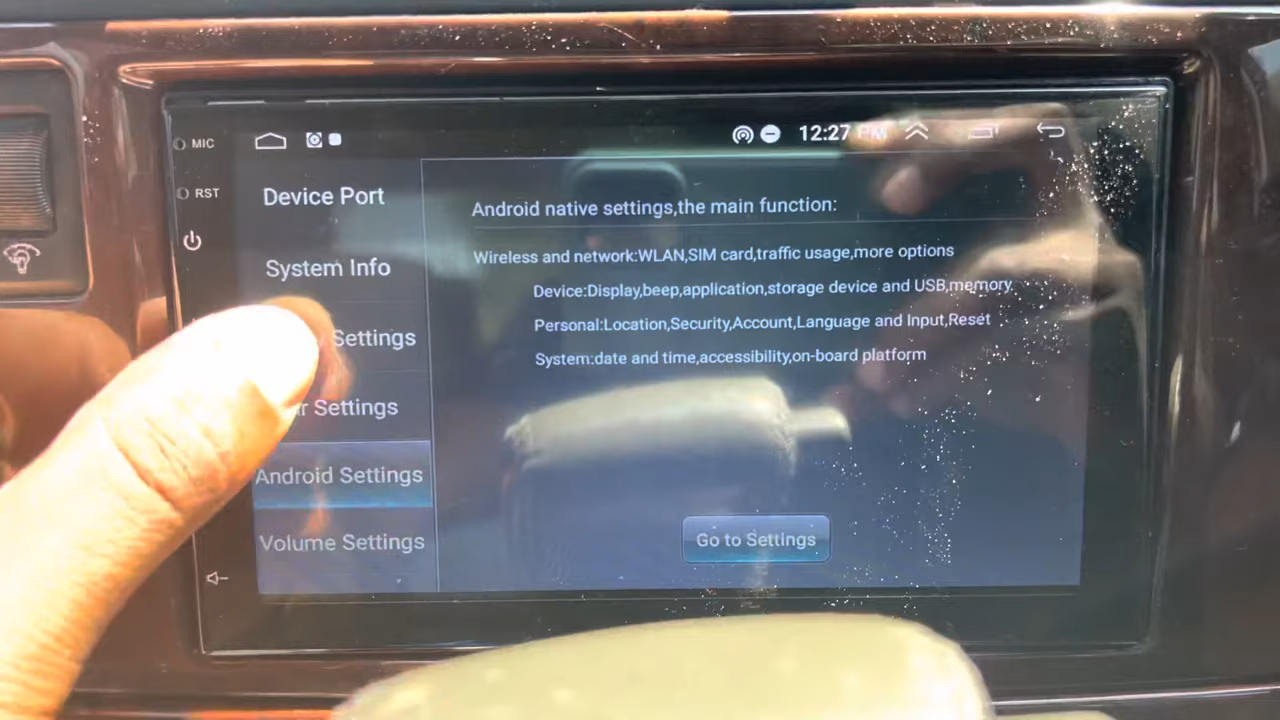 MIC
12:27 PM
RST
Device Port
System Info
Settings
r Settings
Android Settings
Volume Settings
Android native settings,the main function:
Wireless and network:WLAN,SIM card,traffic usage,more options
Device:Display,beep,application,storage device and USB,memory,
Personal:Location,Security,Account,Language and Input,Reset
System:date and time,accessibility,on-board platform
Go to Settings